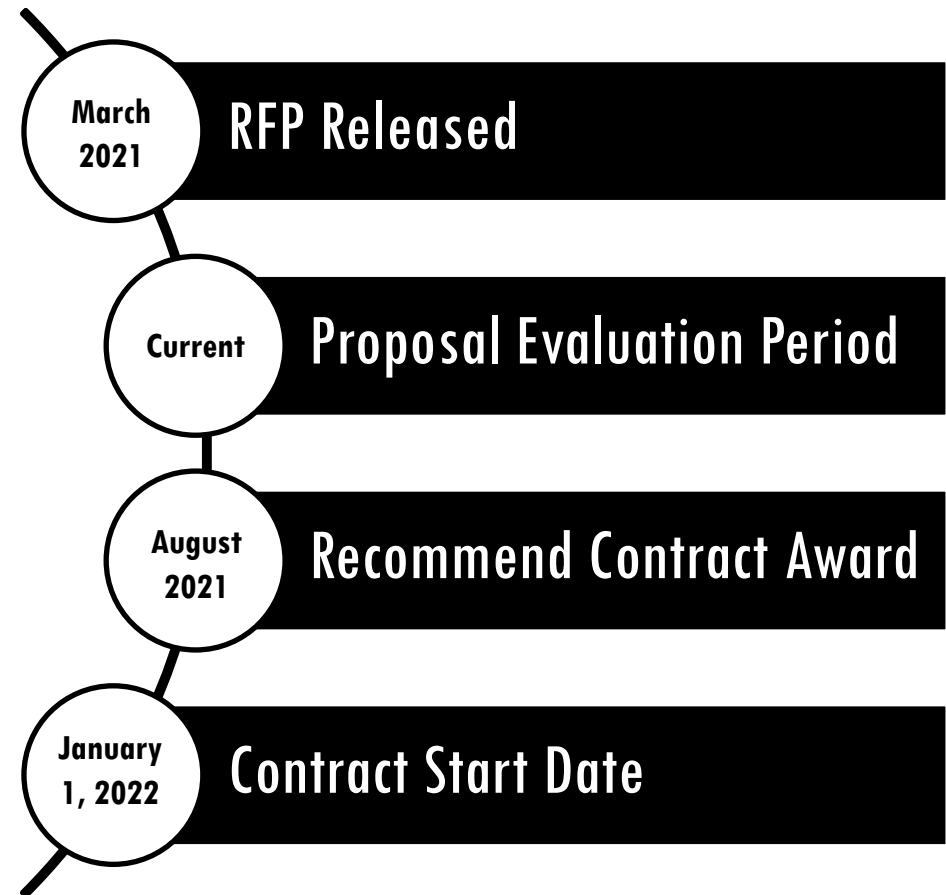 March
2021
RFP Released
Current
Proposal Evaluation Period
August
2021
Recommend Contract Award
January
1, 2022
Contract Start Date